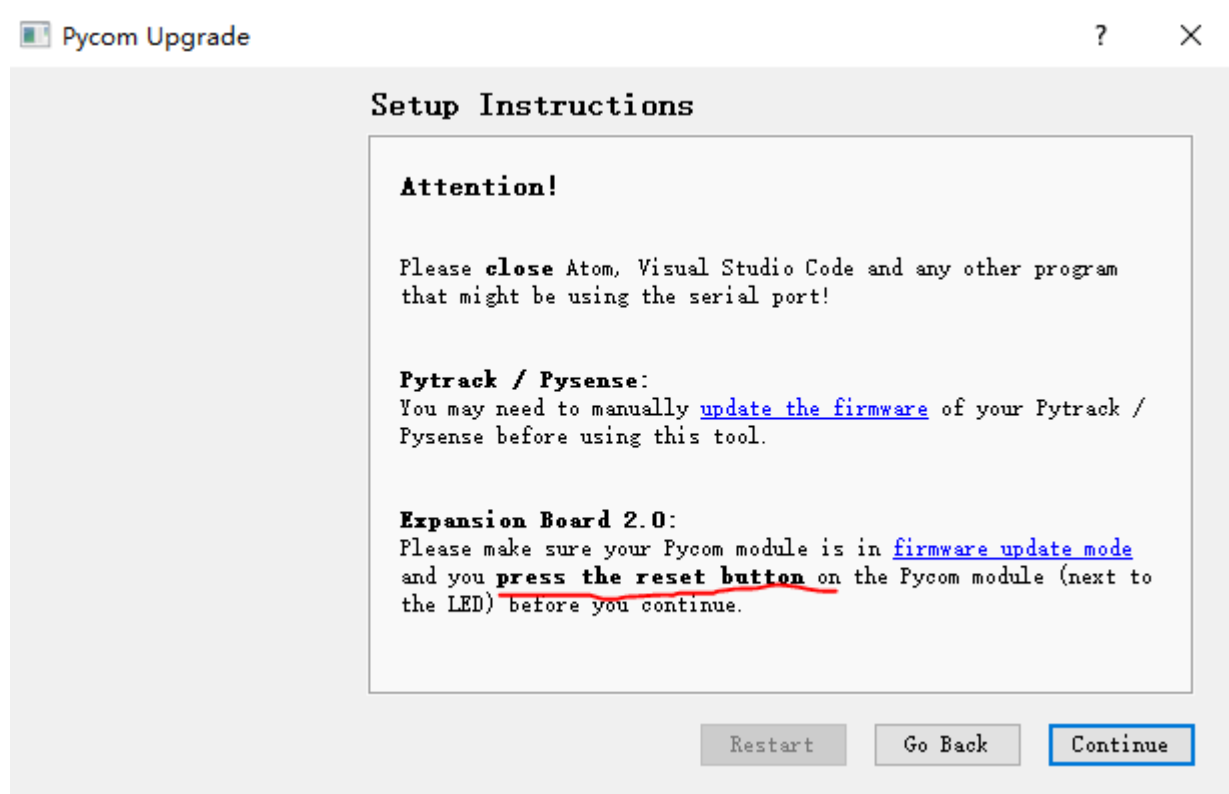 Pycom Upgrade
?
Setup Instructions
Attention!
Please close Atom, Visual Studio Code and any other program
that might be using the serial port!
Pytrack / Pysense:
You may need to manually update the firmware of your Pytrack /
Pysense before using this tool.
Expansion Board 2.0:
Please make sure your Pycom module is in firmware update mode
and you press the reset button on the Pycom module (next to
the LED) before you continue.
Restart
Go Back
Continue